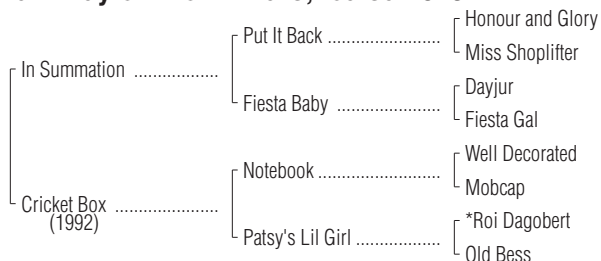 Honour and Glory
Put It Back ......................
Miss Shoplifter
In Summation .................
Dayjur
Fiesta Baby .....................
Fiesta Gal
Well Decorated
Notebook .........................
Mobcap
Cricket Box .....................
(1992)
*Roi Dagobert
Patsy's Lil Girl .................
Old Bess